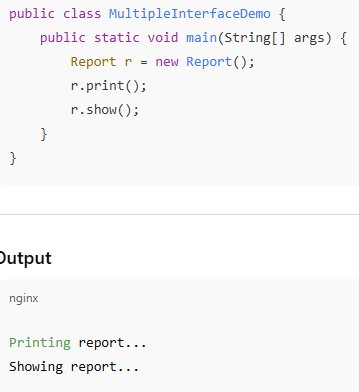 public class MultipleInterfaceDemo {
    public static void main(String[] args) {
        Report r = new Report();
        r.print();
        r.show();
    }
}
Output
nginx
Printing report...
Showing report...